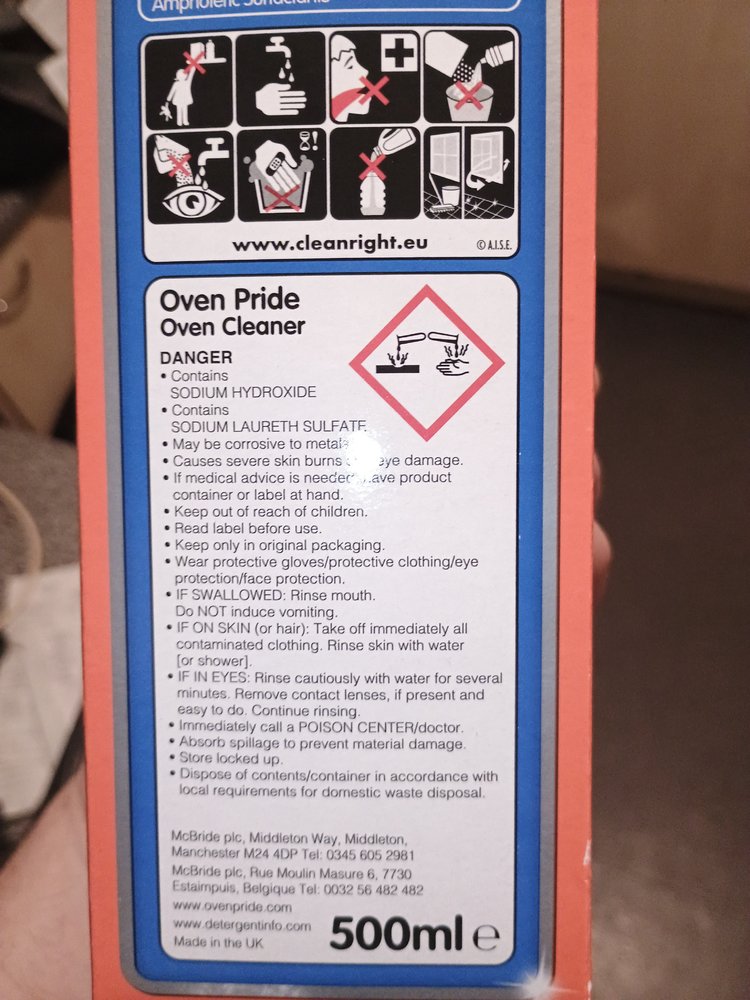 Amphoteric Surfactants
www.cleanright.eu
© A.I.S.E.
Oven Pride
Oven Cleaner
DANGER
• Contains
SODIUM HYDROXIDE
• Contains
SODIUM LAURETH SULFATE
• May be corrosive to metals
• Causes severe skin burns eye damage.
• If medical advice is needed, have product
container or label at hand.
• Keep out of reach of children.
• Read label before use.
• Keep only in original packaging.
• Wear protective gloves/protective clothing/eye
protection/face protection.
• IF SWALLOWED: Rinse mouth.
Do NOT induce vomiting.
• IF ON SKIN (or hair): Take off immediately all
contaminated clothing. Rinse skin with water
[or shower].
• IF IN EYES: Rinse cautiously with water for several
minutes. Remove contact lenses, if present and
easy to do. Continue rinsing.
• Immediately call a POISON CENTER/doctor.
• Absorb spillage to prevent material damage.
• Store locked up.
• Dispose of contents/container in accordance with
local requirements for domestic waste disposal.
McBride plc, Middleton Way, Middleton,
Manchester M24 4DP Tel: 0345 605 2981
McBride plc, Rue Moulin Masure 6, 7730
Estaimpuis, Belgique Tel: 0032 56 482 482
www.ovenpride.com
www.detergentinfo.com
Made in the UK
500ml e